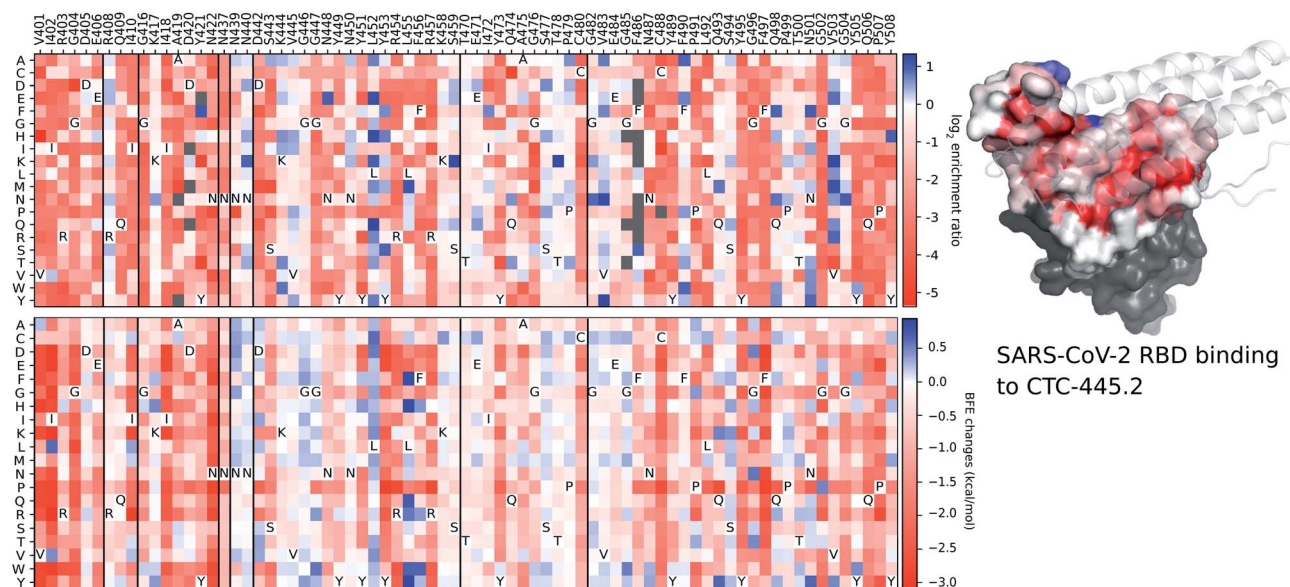 V401 I402 R403 G404 D405 E406 R408 Q409 I410 G416 K417 I418 A419 D420 Y421 N422 N437 N439 N440 D442 S443 K444 V445 G446 G447 N448 Y449 N450 Y451 L452 Y453 R454 L455 F456 R457 K458 S459 T470 E471 I472 Y473 Q474 A475 G476 S477 T478 P479 C480 G482 V483 E484 G485 F486 N487 C488 Y489 F490 P491 L492 Q493 S494 Y495 G496 F497 Q498 P499 T500 N501 G502 V503 G504 Y505 Q506 P507 Y508
A A A
C C C
D D D D
E E E E
F F F F F
G G G G G G G G G G G
H
I I I I I
K K K K
L L L L
M
N N N N N N N N N
P P P P P
Q Q Q Q Q Q
R R R R R
S S S S S
T T T T
V V V V V
W
Y Y Y Y Y Y Y Y Y Y
1
0
-1
-2
-3
-4
-5
log2 enrichment ratio
A A A
C C C
D D D D
E E E E
F F F F F
G G G G G G G G G G G
H
I I I I I
K K K K
L L L L
M
N N N N N N N N N
P P P P P
Q Q Q Q Q Q
R R R R R
S S S S S
T T T T
V V V V V
W
Y Y Y Y Y Y Y Y Y Y
0.5
0.0
−0.5
−1.0
−1.5
−2.0
−2.5
−3.0
BFE changes (kcal/mol)
SARS-CoV-2 RBD binding
to CTC-445.2